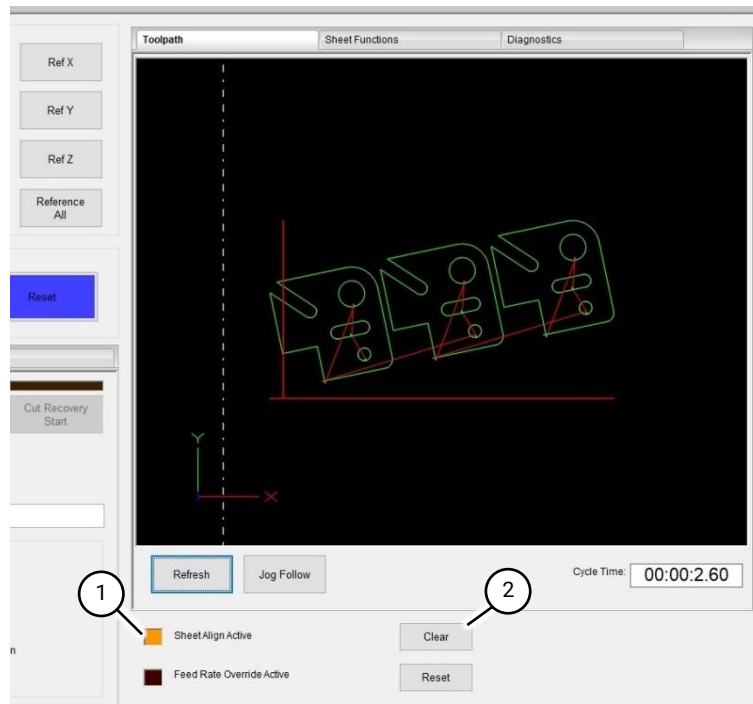 Toolpath
Sheet Functions
Diagnostics
Ref X
Ref Y
Ref Z
Reference
All
Reset
Cut Recovery
Start
Y
X
Refresh
Jog Follow
Cycle Time:
00:00:2.60
1
2
Sheet Align Active
Clear
n
Feed Rate Override Active
Reset